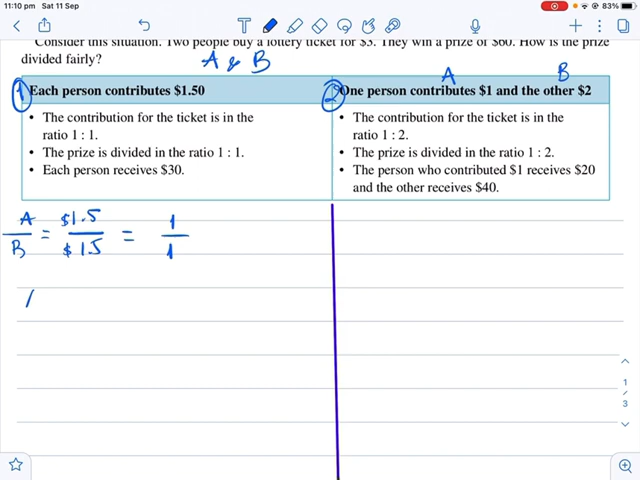 11:10 pm Sat 11 Sep
83%
Consider this situation. Two people buy a lottery ticket for $3. They win a prize of $60. How is the prize
divided fairly?
A & B
A B
1 Each person contributes $1.50
• The contribution for the ticket is in the
ratio 1 : 1.
• The prize is divided in the ratio 1 : 1.
• Each person receives $30.
2 One person contributes $1 and the other $2
• The contribution for the ticket is in the
ratio 1 : 2.
• The prize is divided in the ratio 1 : 2.
• The person who contributed $1 receives $20
and the other receives $40.
A/B = $1.5/$1.5 = 1/1
1
/
3